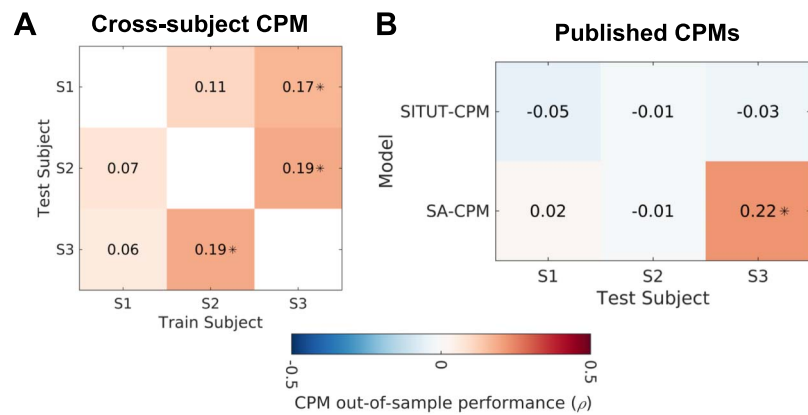 A
Cross-subject CPM
S1
0.11
0.17*
S2
0.07
0.19*
S3
0.06
0.19*
S1
S2
S3
Test Subject
Train Subject
B
Published CPMs
SITUT-CPM
-0.05
-0.01
-0.03
SA-CPM
0.02
-0.01
0.22*
S1
S2
S3
Model
Test Subject
-0.5
0
0.5
CPM out-of-sample performance (ρ)